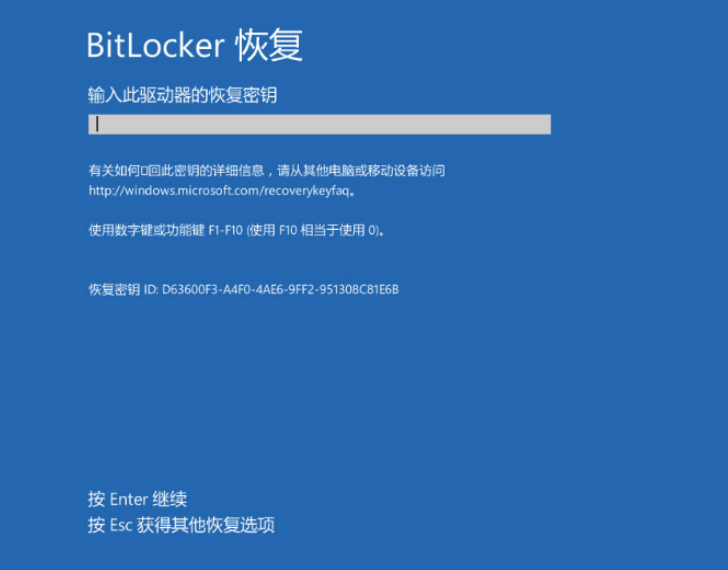 BitLocker 恢复
输入此驱动器的恢复密钥
有关如何▯回此密钥的详细信息，请从其他电脑或移动设备访问
http://windows.microsoft.com/recoverykeyfaq。
使用数字键或功能键 F1-F10 (使用 F10 相当于使用 0)。
恢复密钥 ID: D63600F3-A4F0-4AE6-9FF2-951308C81E6B
按 Enter 继续
按 Esc 获得其他恢复选项